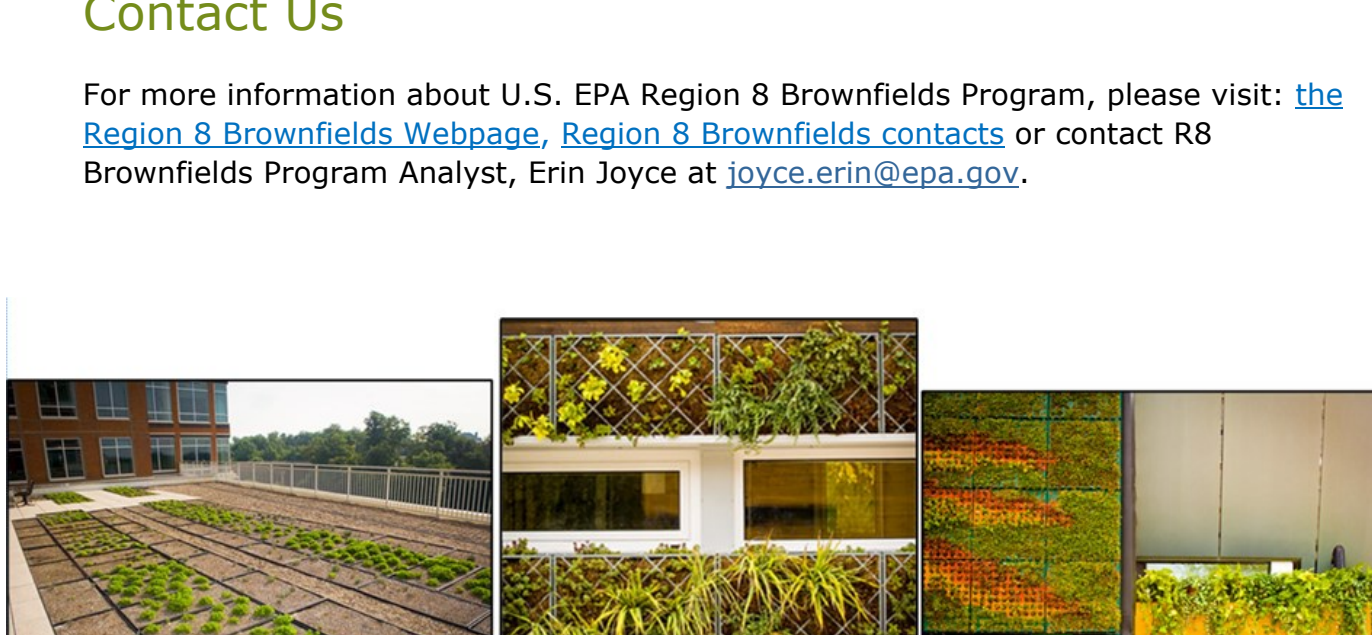 Contact Us
For more information about U.S. EPA Region 8 Brownfields Program, please visit: the
Region 8 Brownfields Webpage, Region 8 Brownfields contacts or contact R8
Brownfields Program Analyst, Erin Joyce at joyce.erin@epa.gov.